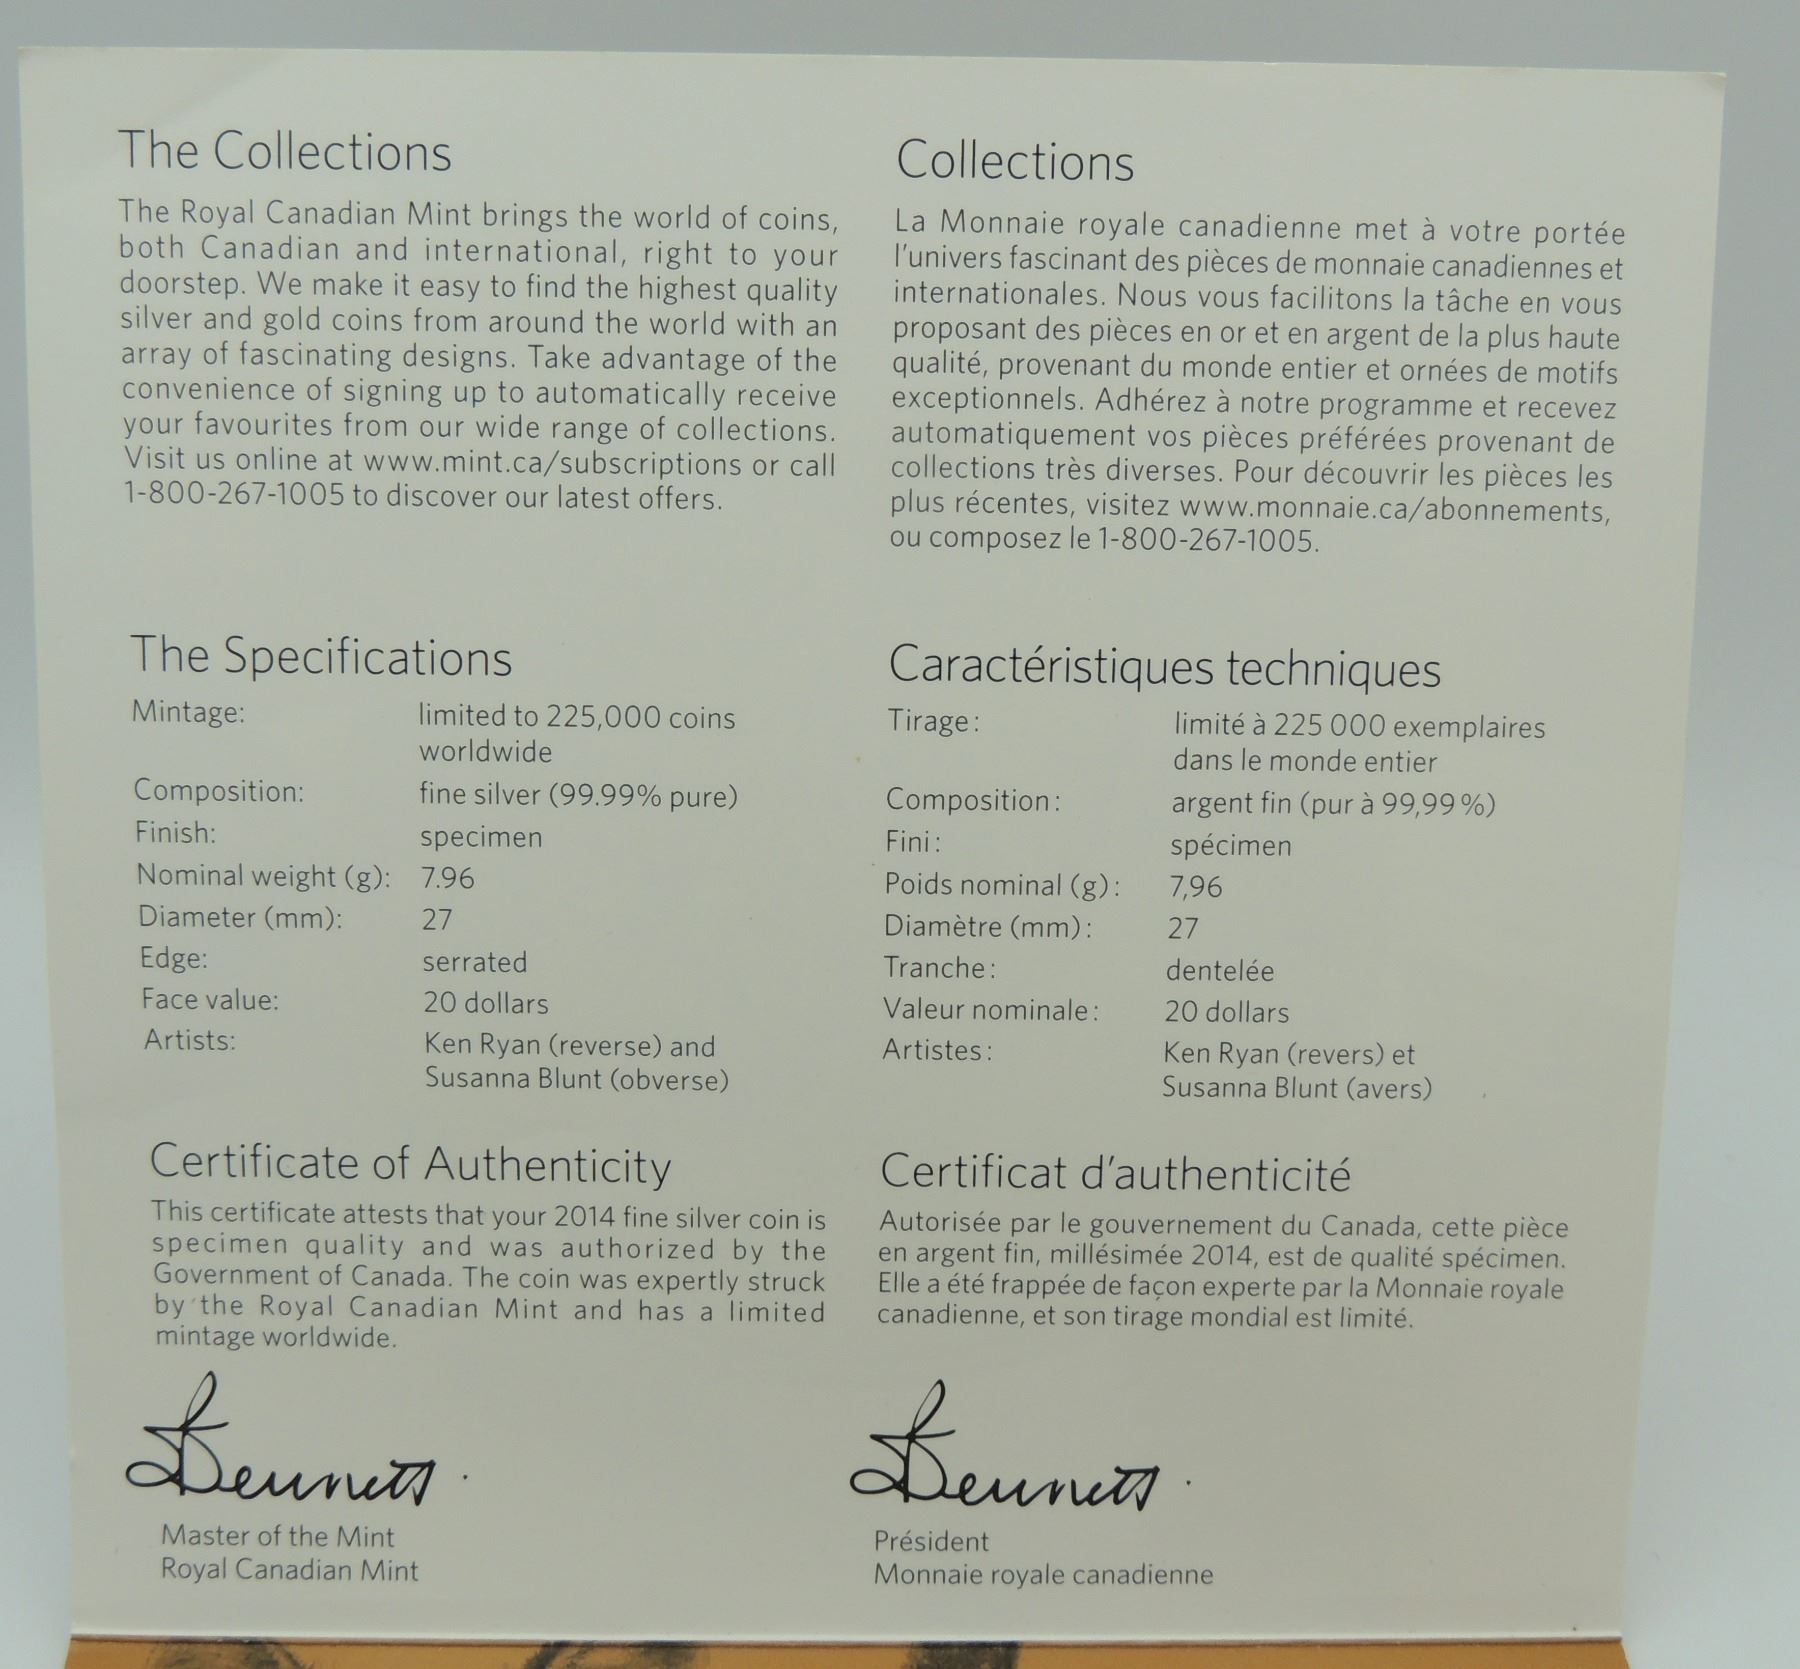 The Collections
The Royal Canadian Mint brings the world of coins,
both Canadian and international, right to your
doorstep. We make it easy to find the highest quality
silver and gold coins from around the world with an
array of fascinating designs. Take advantage of the
convenience of signing up to automatically receive
your favourites from our wide range of collections.
Visit us online at www.mint.ca/subscriptions or call
1-800-267-1005 to discover our latest offers.
The Specifications
Mintage: limited to 225,000 coins
worldwide
Composition: fine silver (99.99% pure)
Finish: specimen
Nominal weight (g): 7.96
Diameter (mm): 27
Edge: serrated
Face value: 20 dollars
Artists: Ken Ryan (reverse) and
Susanna Blunt (obverse)
Certificate of Authenticity
This certificate attests that your 2014 fine silver coin is
specimen quality and was authorized by the
Government of Canada. The coin was expertly struck
by the Royal Canadian Mint and has a limited
mintage worldwide.
Bennett
Master of the Mint
Royal Canadian Mint
Collections
La Monnaie royale canadienne met à votre portée
l'univers fascinant des pièces de monnaie canadiennes et
internationales. Nous vous facilitons la tâche en vous
proposant des pièces en or et en argent de la plus haute
qualité, provenant du monde entier et ornées de motifs
exceptionnels. Adhérez à notre programme et recevez
automatiquement vos pièces préférées provenant de
collections très diverses. Pour découvrir les pièces les
plus récentes, visitez www.monnaie.ca/abonnements,
ou composez le 1-800-267-1005.
Caractéristiques techniques
Tirage : limité à 225 000 exemplaires
dans le monde entier
Composition : argent fin (pur à 99,99 %)
Fini : spécimen
Poids nominal (g) : 7,96
Diamètre (mm) : 27
Tranche : dentelée
Valeur nominale : 20 dollars
Artistes : Ken Ryan (revers) et
Susanna Blunt (avers)
Certificat d'authenticité
Autorisée par le gouvernement du Canada, cette pièce
en argent fin, millésimée 2014, est de qualité spécimen.
Elle a été frappée de façon experte par la Monnaie royale
canadienne, et son tirage mondial est limité.
Bennett
Président
Monnaie royale canadienne